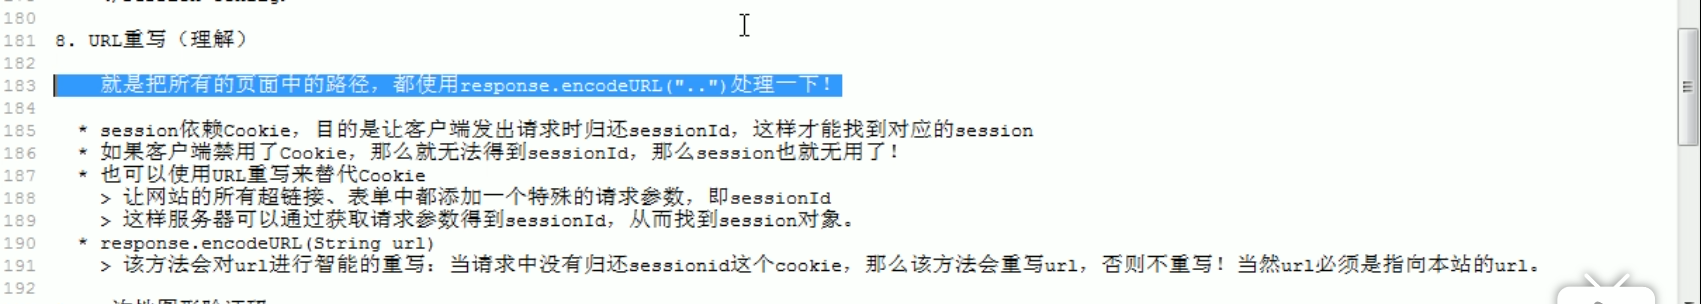 180
181 8. URL重写（理解）
182
183 就是把所有的页面中的路径，都使用response.encodeURL("..")处理一下！
184
185 * session依赖Cookie，目的是让客户端发出请求时归还sessionId，这样才能找到对应的session
186 * 如果客户端禁用了Cookie，那么就无法得到sessionId，那么session也就无用了！
187 * 也可以使用URL重写来替代Cookie
188 > 让网站的所有超链接、表单中都添加一个特殊的请求参数，即sessionId
189 > 这样服务器可以通过获取请求参数得到sessionId，从而找到session对象。
190 * response.encodeURL(String url)
191 > 该方法会对url进行智能的重写：当请求中没有归还sessionid这个cookie，那么该方法会重写url，否则不重写！当然url必须是指向本站的url。
192